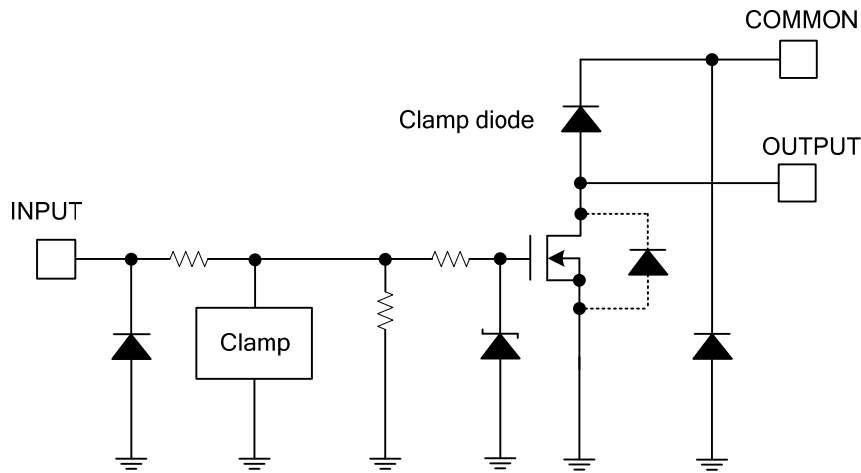 COMMON
Clamp diode
OUTPUT
INPUT
Clamp